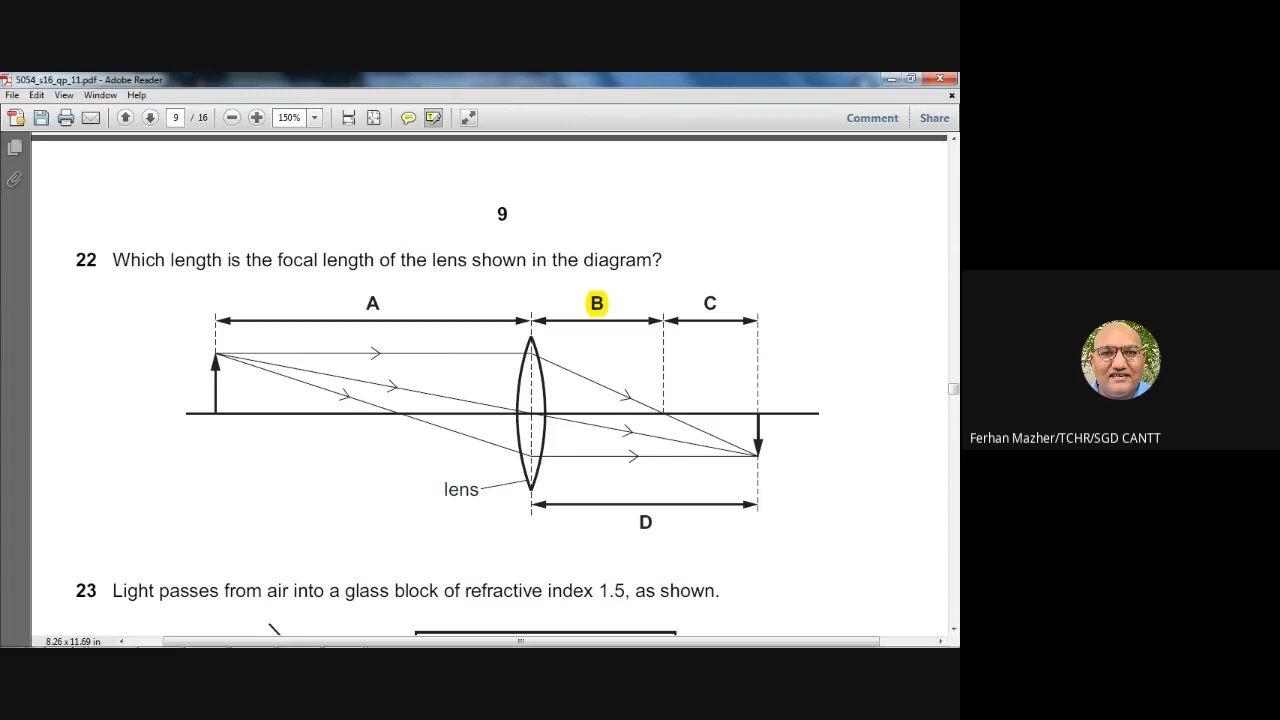 5054_s16_qp_11.pdf - Adobe Reader
File Edit View Window Help
9 / 16 150% Comment Share
9
22 Which length is the focal length of the lens shown in the diagram?
A B C
lens
D
23 Light passes from air into a glass block of refractive index 1.5, as shown.
8.26 x 11.69 in
Ferhan Mazher/TCHR/SGD CANTT